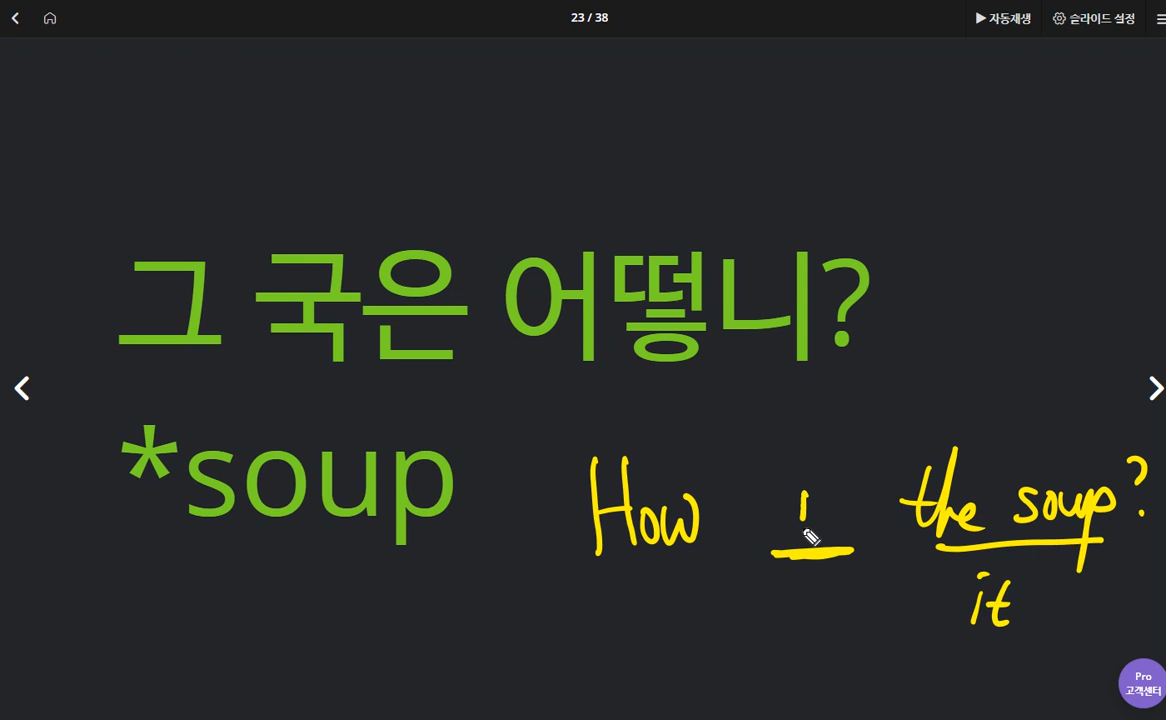 23 / 38
자동재생
슬라이드 설정
그 국은 어떻니?
*soup
How the soup?
it
Pro
고객센터